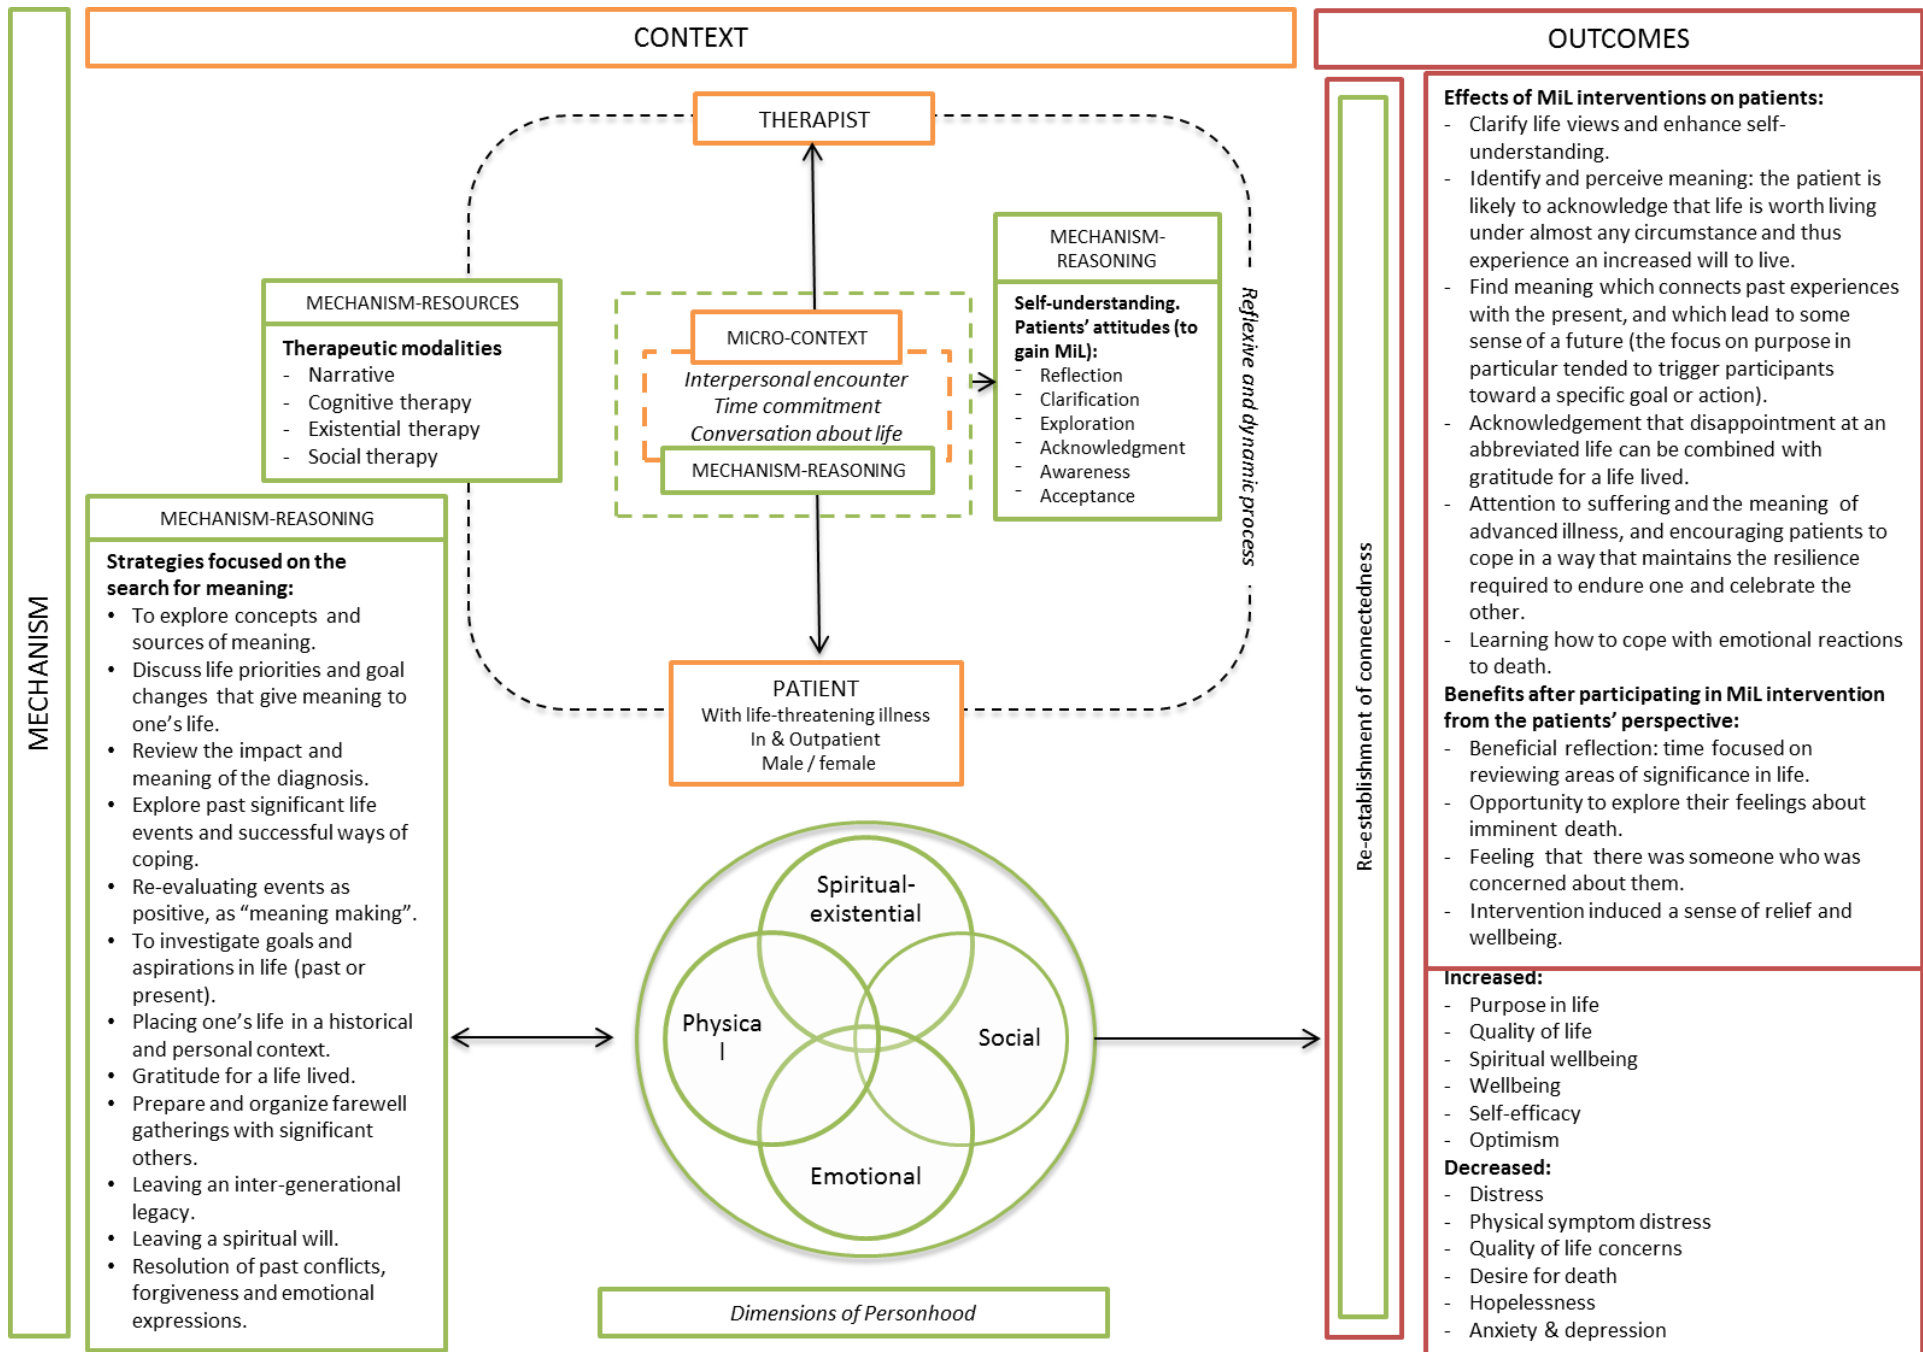 CONTEXT
OUTCOMES
MECHANISM
THERAPIST
MECHANISM-RESOURCES
Therapeutic modalities
- Narrative
- Cognitive therapy
- Existential therapy
- Social therapy
MICRO-CONTEXT
Interpersonal encounter
Time commitment
Conversation about life
MECHANISM-REASONING
MECHANISM-
REASONING
Self-understanding.
Patients’ attitudes (to
gain MiL):
- Reflection
- Clarification
- Exploration
- Acknowledgment
- Awareness
- Acceptance
Reflexive and dynamic process
PATIENT
With life-threatening illness
In & Outpatient
Male / female
MECHANISM-REASONING
Strategies focused on the
search for meaning:
• To explore concepts and
sources of meaning.
• Discuss life priorities and goal
changes that give meaning to
one’s life.
• Review the impact and
meaning of the diagnosis.
• Explore past significant life
events and successful ways of
coping.
• Re-evaluating events as
positive, as “meaning making”.
• To investigate goals and
aspirations in life (past or
present).
• Placing one’s life in a historical
and personal context.
• Gratitude for a life lived.
• Prepare and organize farewell
gatherings with significant
others.
• Leaving an inter-generational
legacy.
• Leaving a spiritual will.
• Resolution of past conflicts,
forgiveness and emotional
expressions.
Spiritual-
existential
Physica
l
Social
Emotional
Dimensions of Personhood
Re-establishment of connectedness
Effects of MiL interventions on patients:
- Clarify life views and enhance self-
understanding.
- Identify and perceive meaning: the patient is
likely to acknowledge that life is worth living
under almost any circumstance and thus
experience an increased will to live.
- Find meaning which connects past experiences
with the present, and which lead to some
sense of a future (the focus on purpose in
particular tended to trigger participants
toward a specific goal or action).
- Acknowledgement that disappointment at an
abbreviated life can be combined with
gratitude for a life lived.
- Attention to suffering and the meaning of
advanced illness, and encouraging patients to
cope in a way that maintains the resilience
required to endure one and celebrate the
other.
- Learning how to cope with emotional reactions
to death.
Benefits after participating in MiL intervention
from the patients’ perspective:
- Beneficial reflection: time focused on
reviewing areas of significance in life.
- Opportunity to explore their feelings about
imminent death.
- Feeling that there was someone who was
concerned about them.
- Intervention induced a sense of relief and
wellbeing.
Increased:
- Purpose in life
- Quality of life
- Spiritual wellbeing
- Wellbeing
- Self-efficacy
- Optimism
Decreased:
- Distress
- Physical symptom distress
- Quality of life concerns
- Desire for death
- Hopelessness
- Anxiety & depression